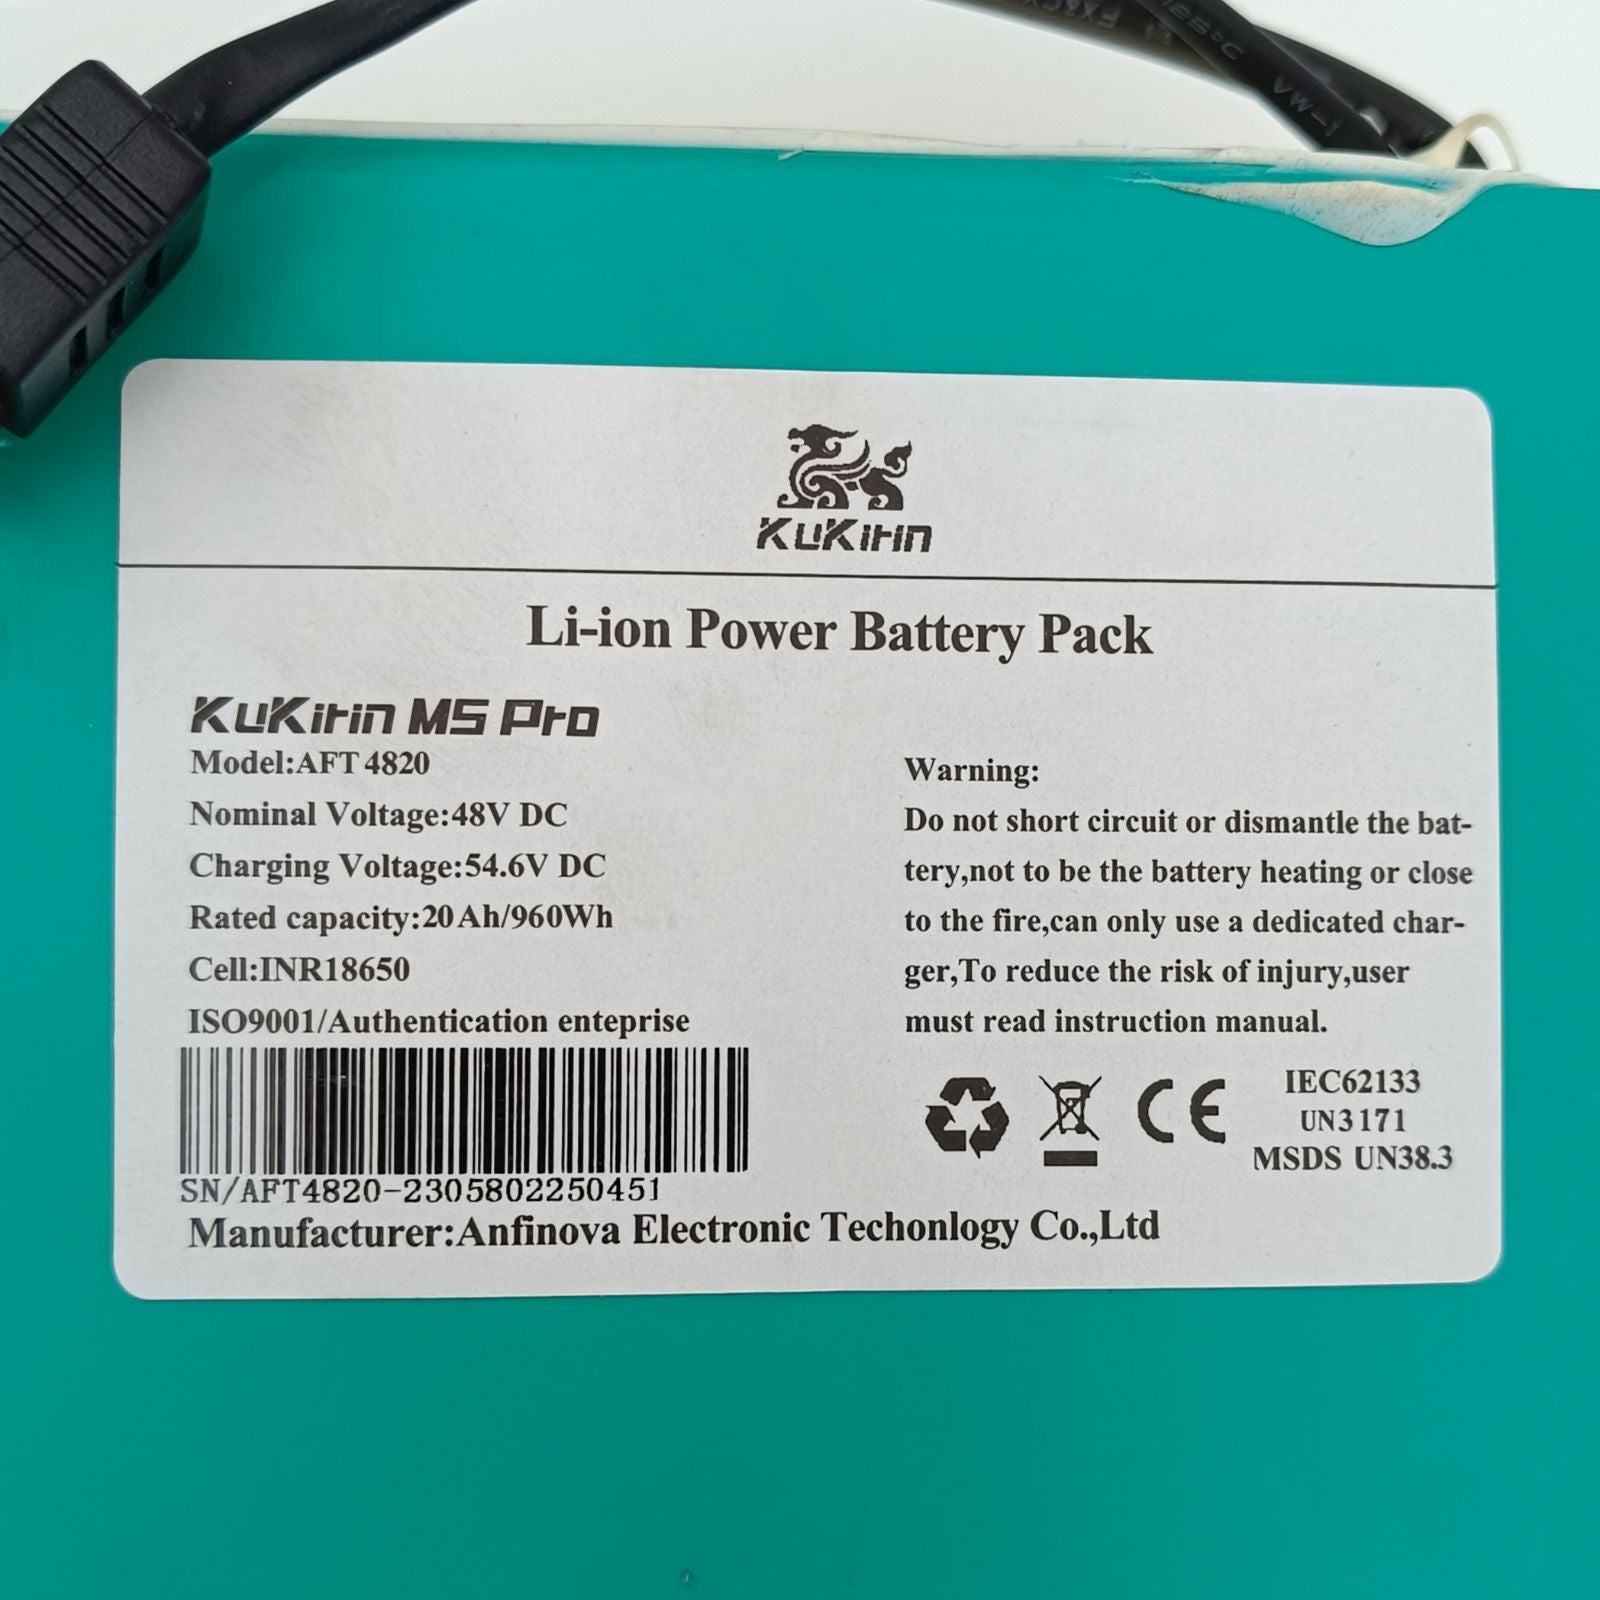 125°C
VW-1
KuKirin
Li-ion Power Battery Pack
KuKirin M5 Pro
Model:AFT 4820
Nominal Voltage:48V DC
Charging Voltage:54.6V DC
Rated capacity:20Ah/960Wh
Cell:INR18650
ISO9001/Authentication enteprise
SN/AFT4820-2305802250451
Manufacturer:Anfinova Electronic Techonlogy Co.,Ltd
Warning:
Do not short circuit or dismantle the bat-
tery,not to be the battery heating or close
to the fire,can only use a dedicated char-
ger,To reduce the risk of injury,user
must read instruction manual.
CE
IEC62133
UN3171
MSDS UN38.3